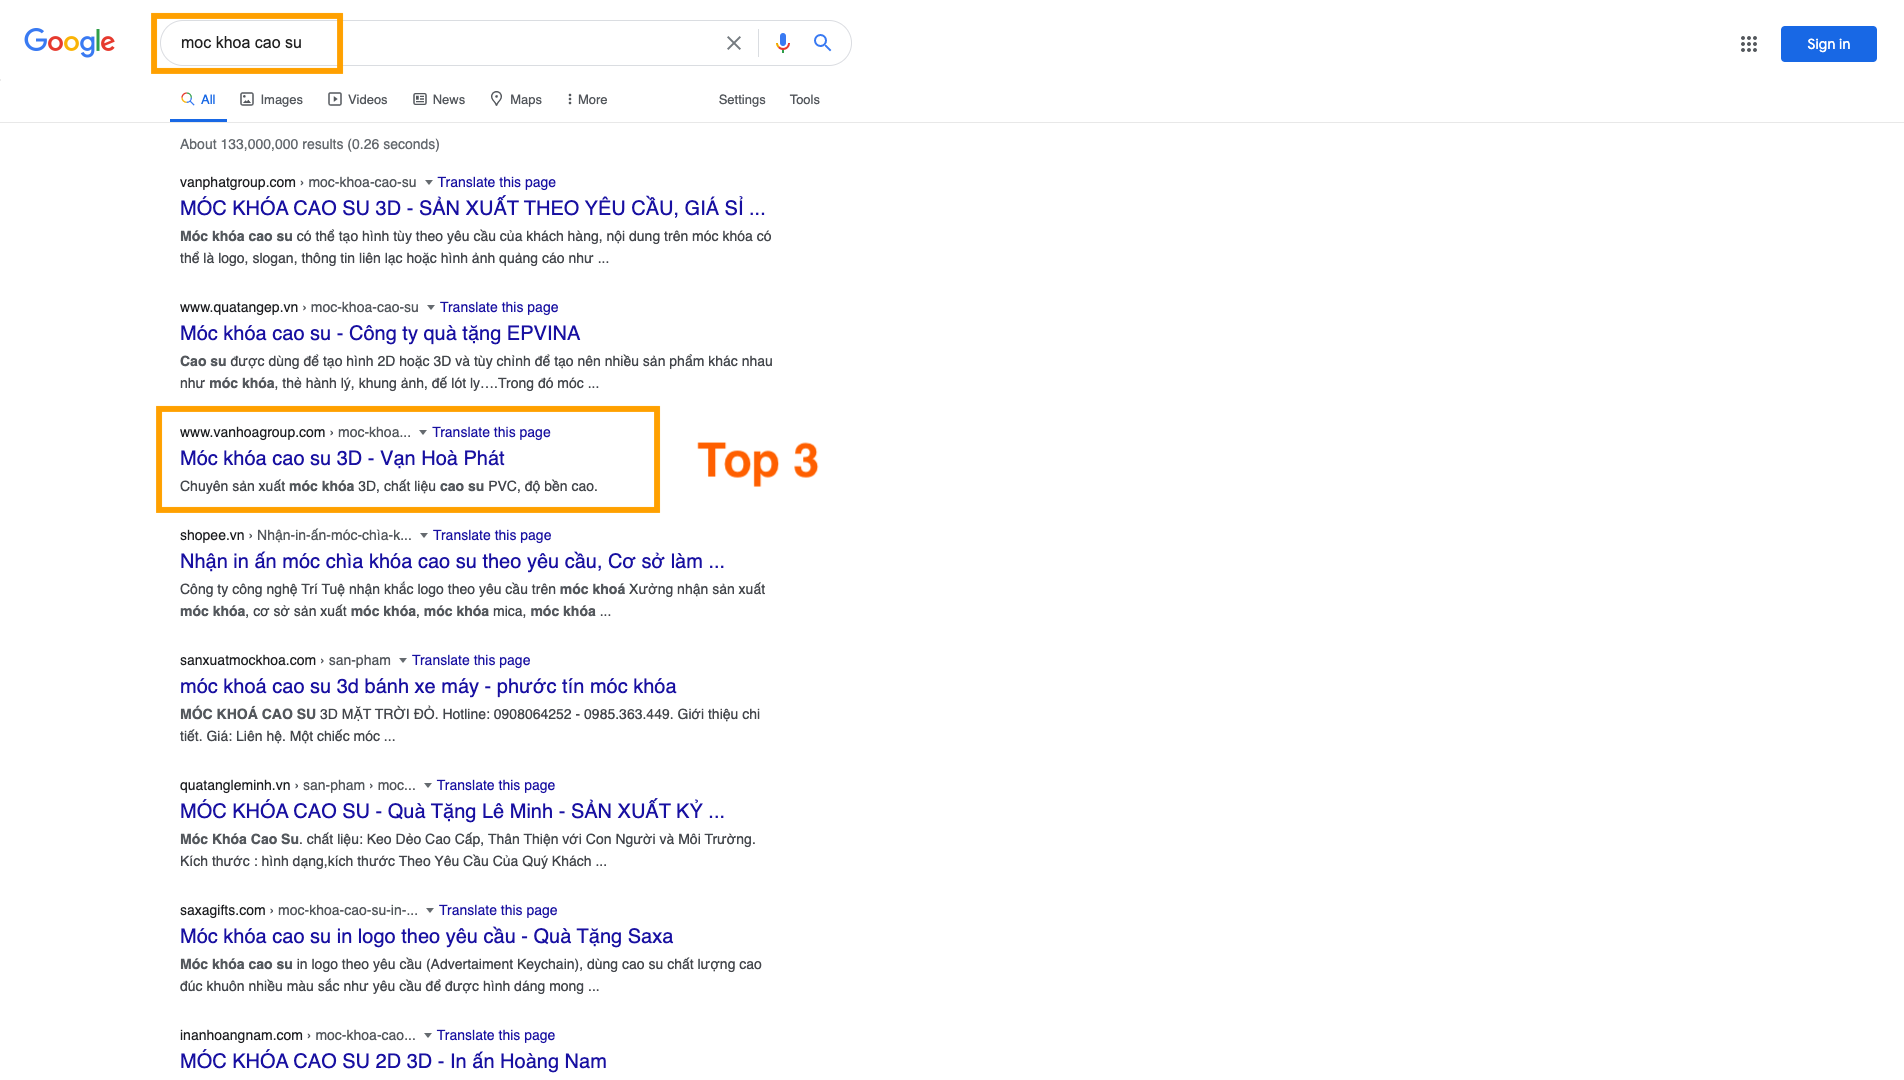 Google
moc khoa cao su
Sign in
All Images Videos News Maps More Settings Tools
About 133,000,000 results (0.26 seconds)
vanphatgroup.com › moc-khoa-cao-su Translate this page
MÓC KHÓA CAO SU 3D - SẢN XUẤT THEO YÊU CẦU, GIÁ SỈ ...
Móc khóa cao su có thể tạo hình tùy theo yêu cầu của khách hàng, nội dung trên móc khóa có
thể là logo, slogan, thông tin liên lạc hoặc hình ảnh quảng cáo như ...
www.quatangep.vn › moc-khoa-cao-su Translate this page
Móc khóa cao su - Công ty quà tặng EPVINA
Cao su được dùng để tạo hình 2D hoặc 3D và tùy chỉnh để tạo nên nhiều sản phẩm khác nhau
như móc khóa, thẻ hành lý, khung ảnh, đế lót ly….Trong đó móc ...
www.vanhoagroup.com › moc-khoa... Translate this page
Móc khóa cao su 3D - Vạn Hoà Phát
Chuyên sản xuất móc khóa 3D, chất liệu cao su PVC, độ bền cao.
Top 3
shopee.vn › Nhận-in-ấn-móc-chìa-k... Translate this page
Nhận in ấn móc chìa khóa cao su theo yêu cầu, Cơ sở làm ...
Công ty công nghệ Trí Tuệ nhận khắc logo theo yêu cầu trên móc khoá Xưởng nhận sản xuất
móc khóa, cơ sở sản xuất móc khóa, móc khóa mica, móc khóa ...
sanxuatmockhoa.com › san-pham Translate this page
móc khoá cao su 3d bánh xe máy - phước tín móc khóa
MÓC KHOÁ CAO SU 3D MẶT TRỜI ĐỎ. Hotline: 0908064252 - 0985.363.449. Giới thiệu chi
tiết. Giá: Liên hệ. Một chiếc móc ...
quatangleminh.vn › san-pham › moc... Translate this page
MÓC KHÓA CAO SU - Quà Tặng Lê Minh - SẢN XUẤT KỶ ...
Móc Khóa Cao Su. chất liệu: Keo Dẻo Cao Cấp, Thân Thiện với Con Người và Môi Trường.
Kích thước : hình dạng,kích thước Theo Yêu Cầu Của Quý Khách ...
saxagifts.com › moc-khoa-cao-su-in-... Translate this page
Móc khóa cao su in logo theo yêu cầu - Quà Tặng Saxa
Móc khóa cao su in logo theo yêu cầu (Advertaiment Keychain), dùng cao su chất lượng cao
đúc khuôn nhiều màu sắc như yêu cầu để được hình dáng mong ...
inanhoangnam.com › moc-khoa-cao... Translate this page
MÓC KHÓA CAO SU 2D 3D - In ấn Hoàng Nam